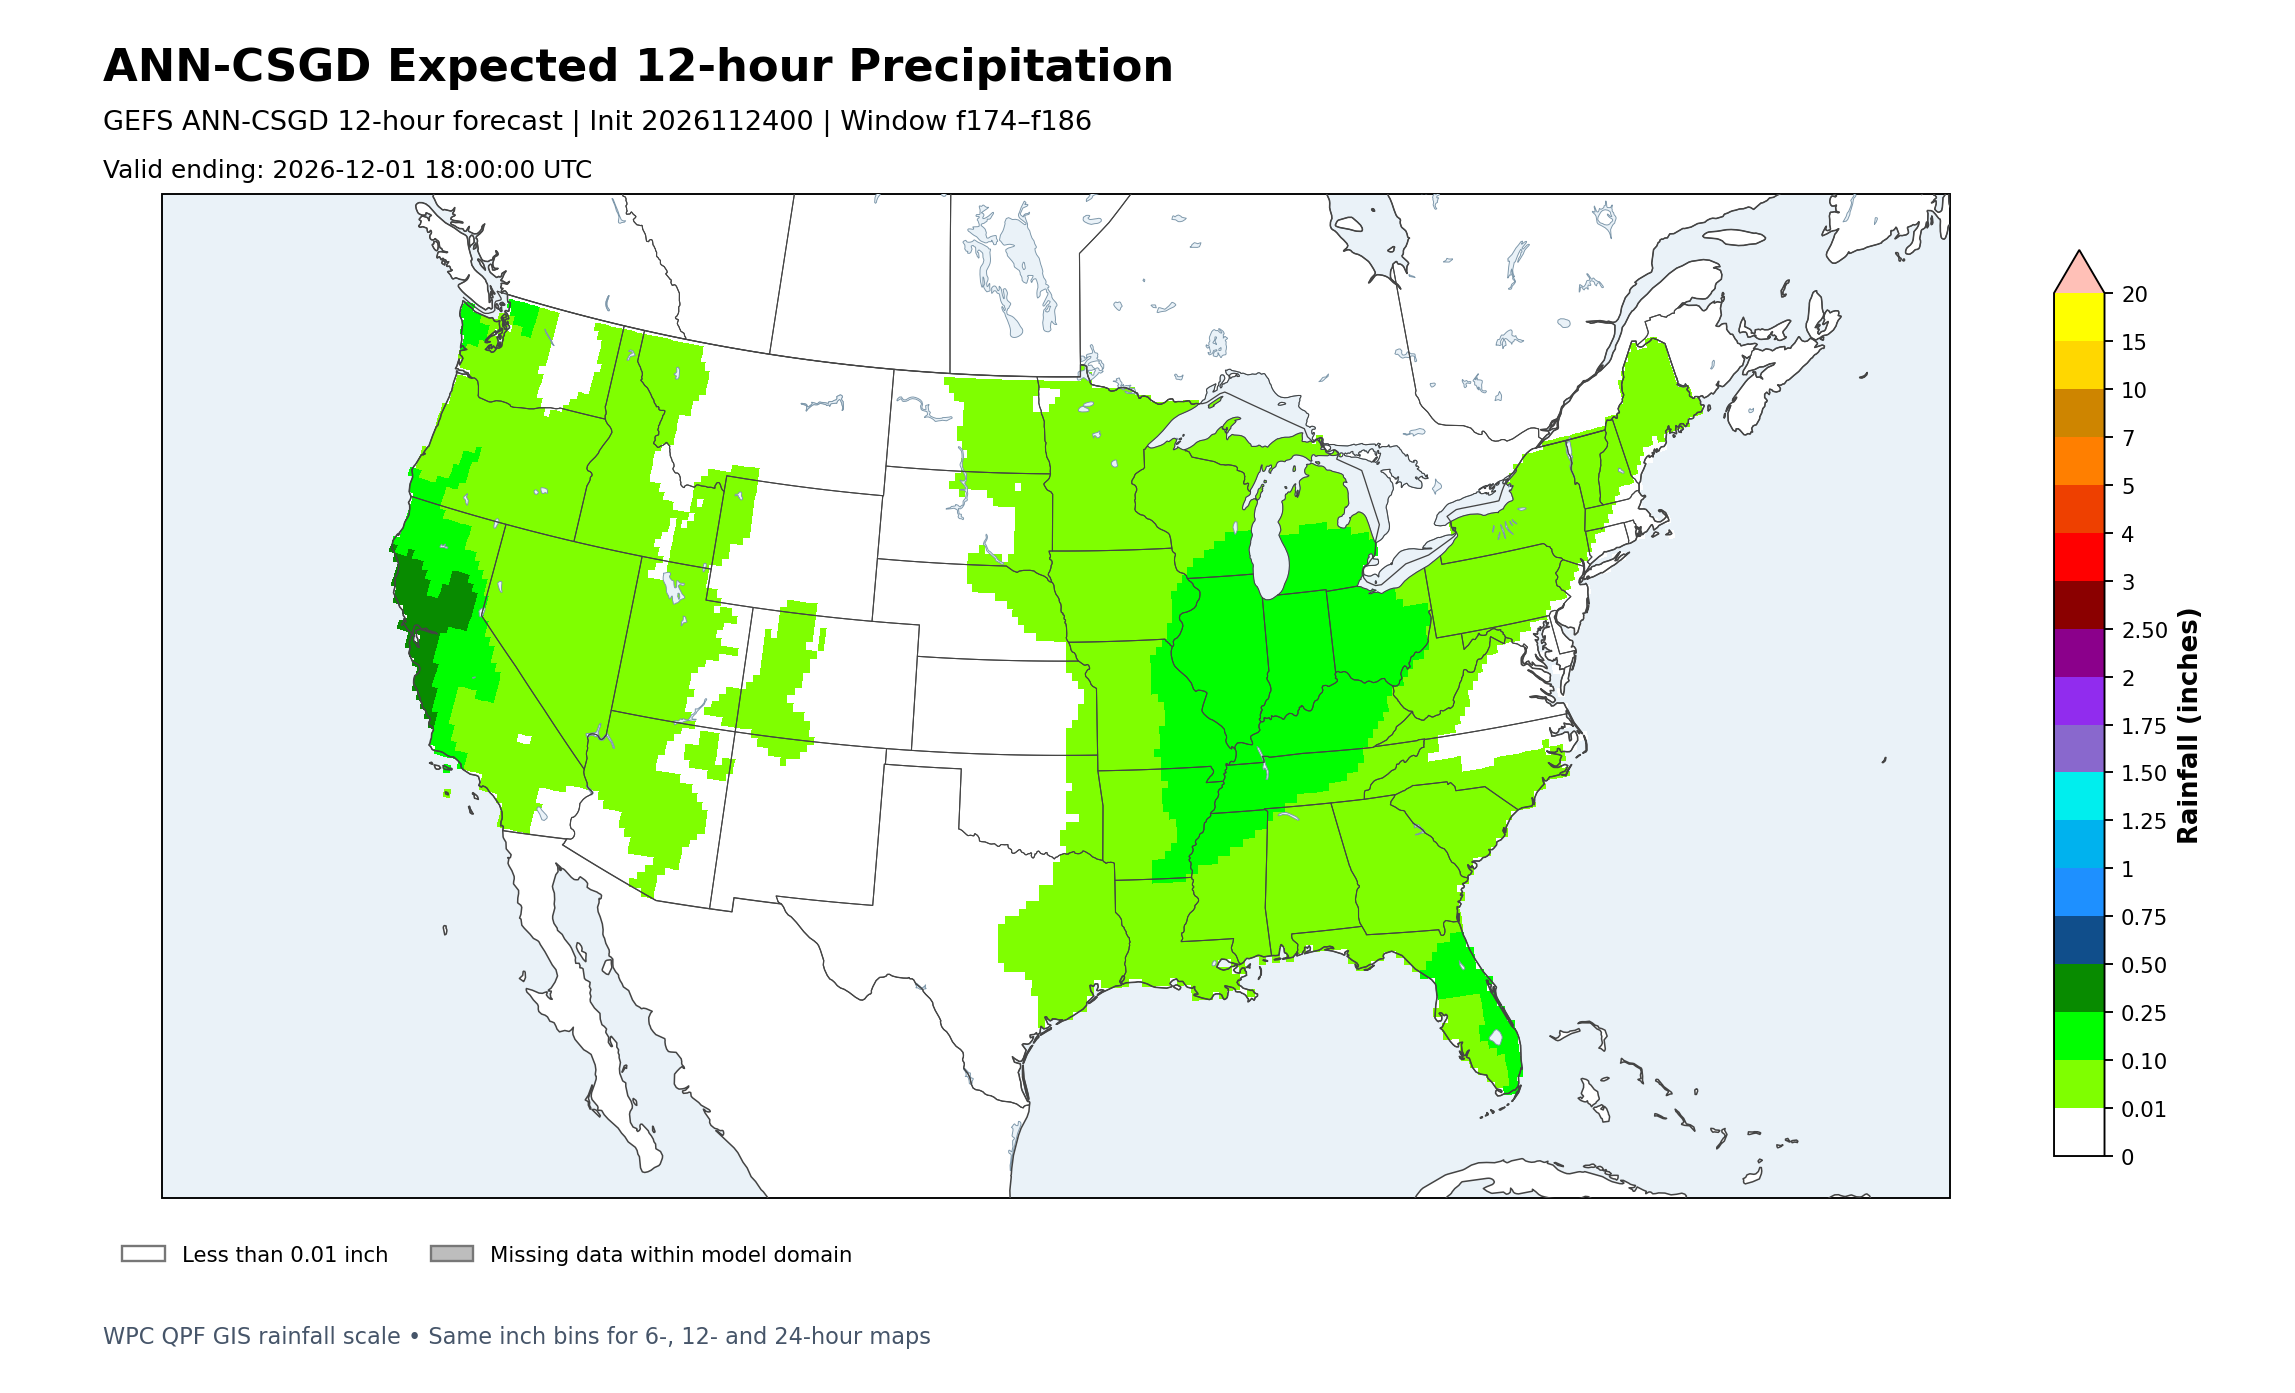 ANN-CSGD Expected 12-hour Precipitation
GEFS ANN-CSGD 12-hour forecast | Init 2026112400 | Window f174–f186
Valid ending: 2026-12-01 18:00:00 UTC
20
15
10
7
5
4
3
2.50
2
1.75
1.50
1.25
1
0.75
0.50
0.25
0.10
0.01
0
Rainfall (inches)
Less than 0.01 inch
Missing data within model domain
WPC QPF GIS rainfall scale • Same inch bins for 6-, 12- and 24-hour maps